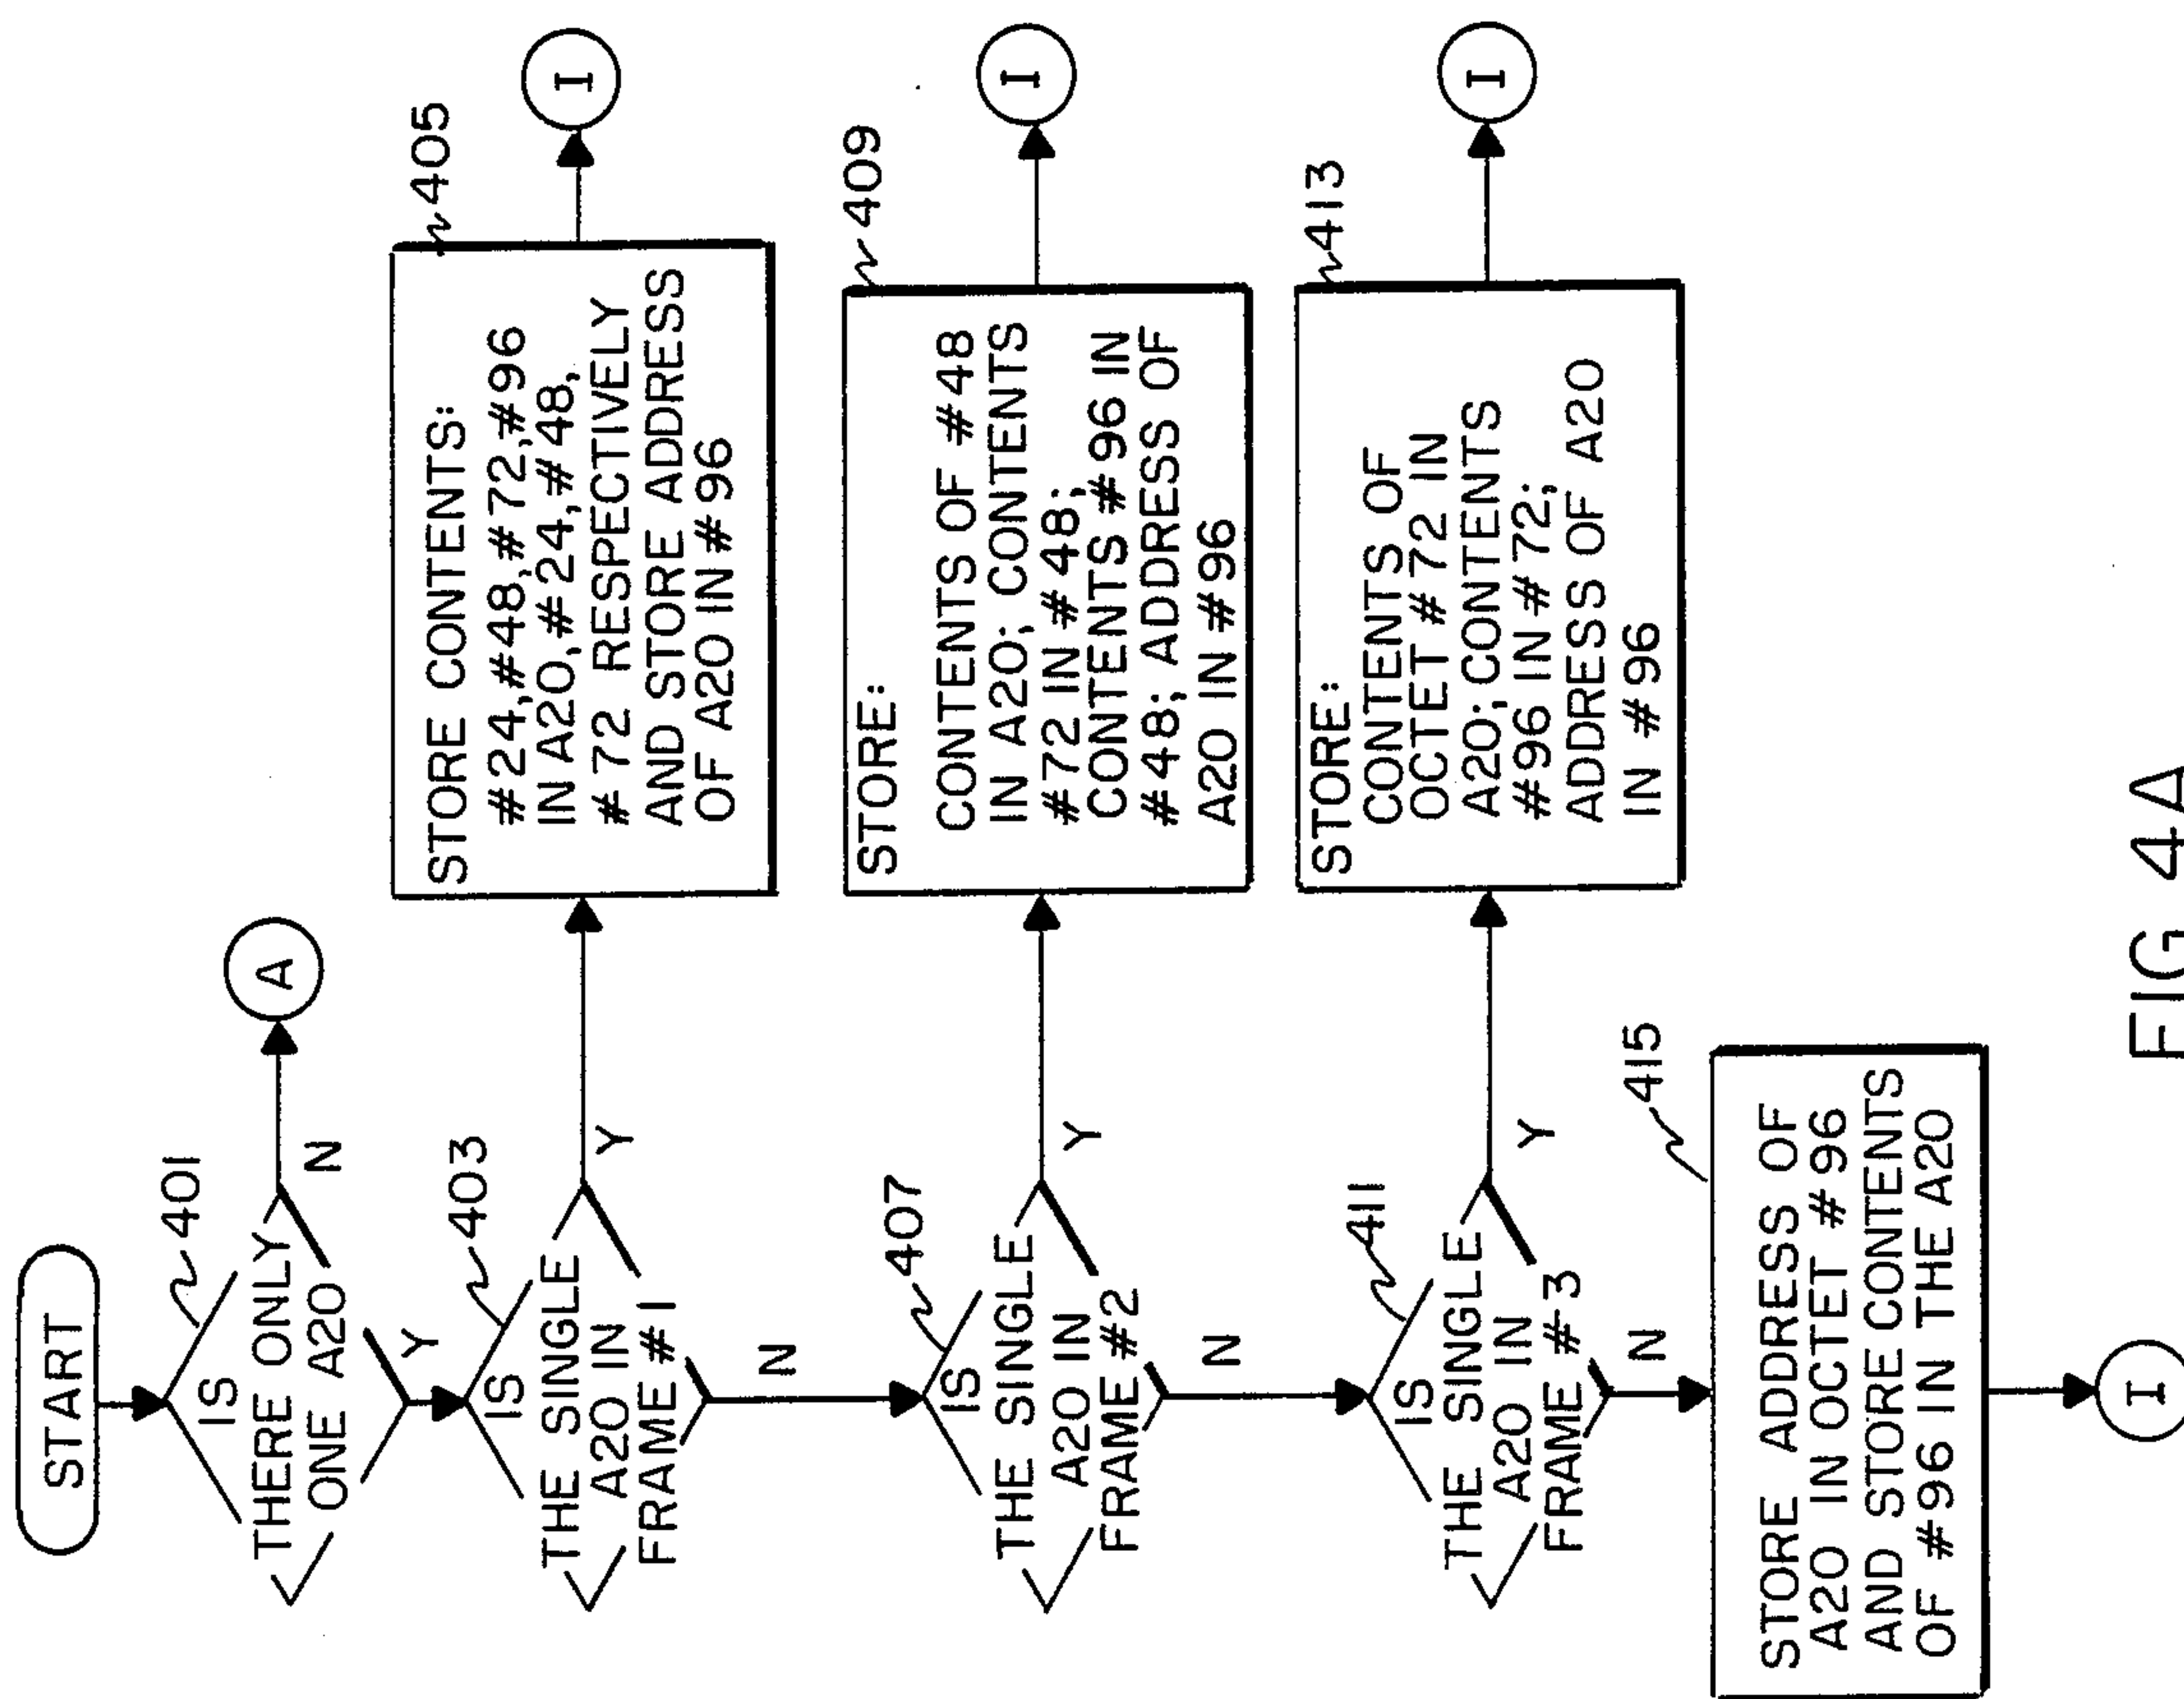 START
401
IS
THERE ONLY
ONE A20
N
A
Y
403
IS
THE SINGLE
A20 IN
FRAME #1
Y
405
STORE CONTENTS:
#24,#48,#72,#96
IN A20,#24,#48,
#72 RESPECTIVELY
AND STORE ADDRESS
OF A20 IN #96
I
N
407
IS
THE SINGLE
A20 IN
FRAME #2
Y
409
STORE:
CONTENTS OF #48
IN A20; CONTENTS
#72 IN #48;
CONTENTS #96 IN
#48; ADDRESS OF
A20 IN #96
I
N
411
IS
THE SINGLE
A20 IN
FRAME #3
Y
413
STORE:
CONTENTS OF
OCTET #72 IN
A20; CONTENTS
#96 IN #72;
ADDRESS OF A20
IN #96
I
N
415
STORE ADDRESS OF
A20 IN OCTET #96
AND STORE CONTENTS
OF #96 IN THE A20
I
FIG 4A